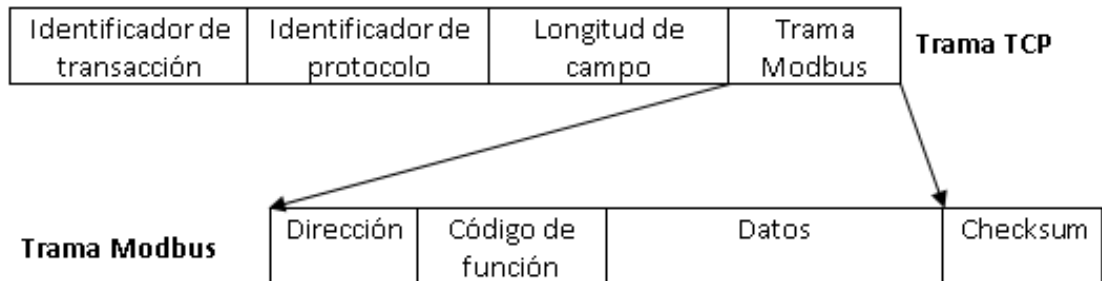 Identificador de
transacción
Identificador de
protocolo
Longitud de
campo
Trama
Modbus
Trama TCP
Trama Modbus
Dirección
Código de
función
Datos
Checksum